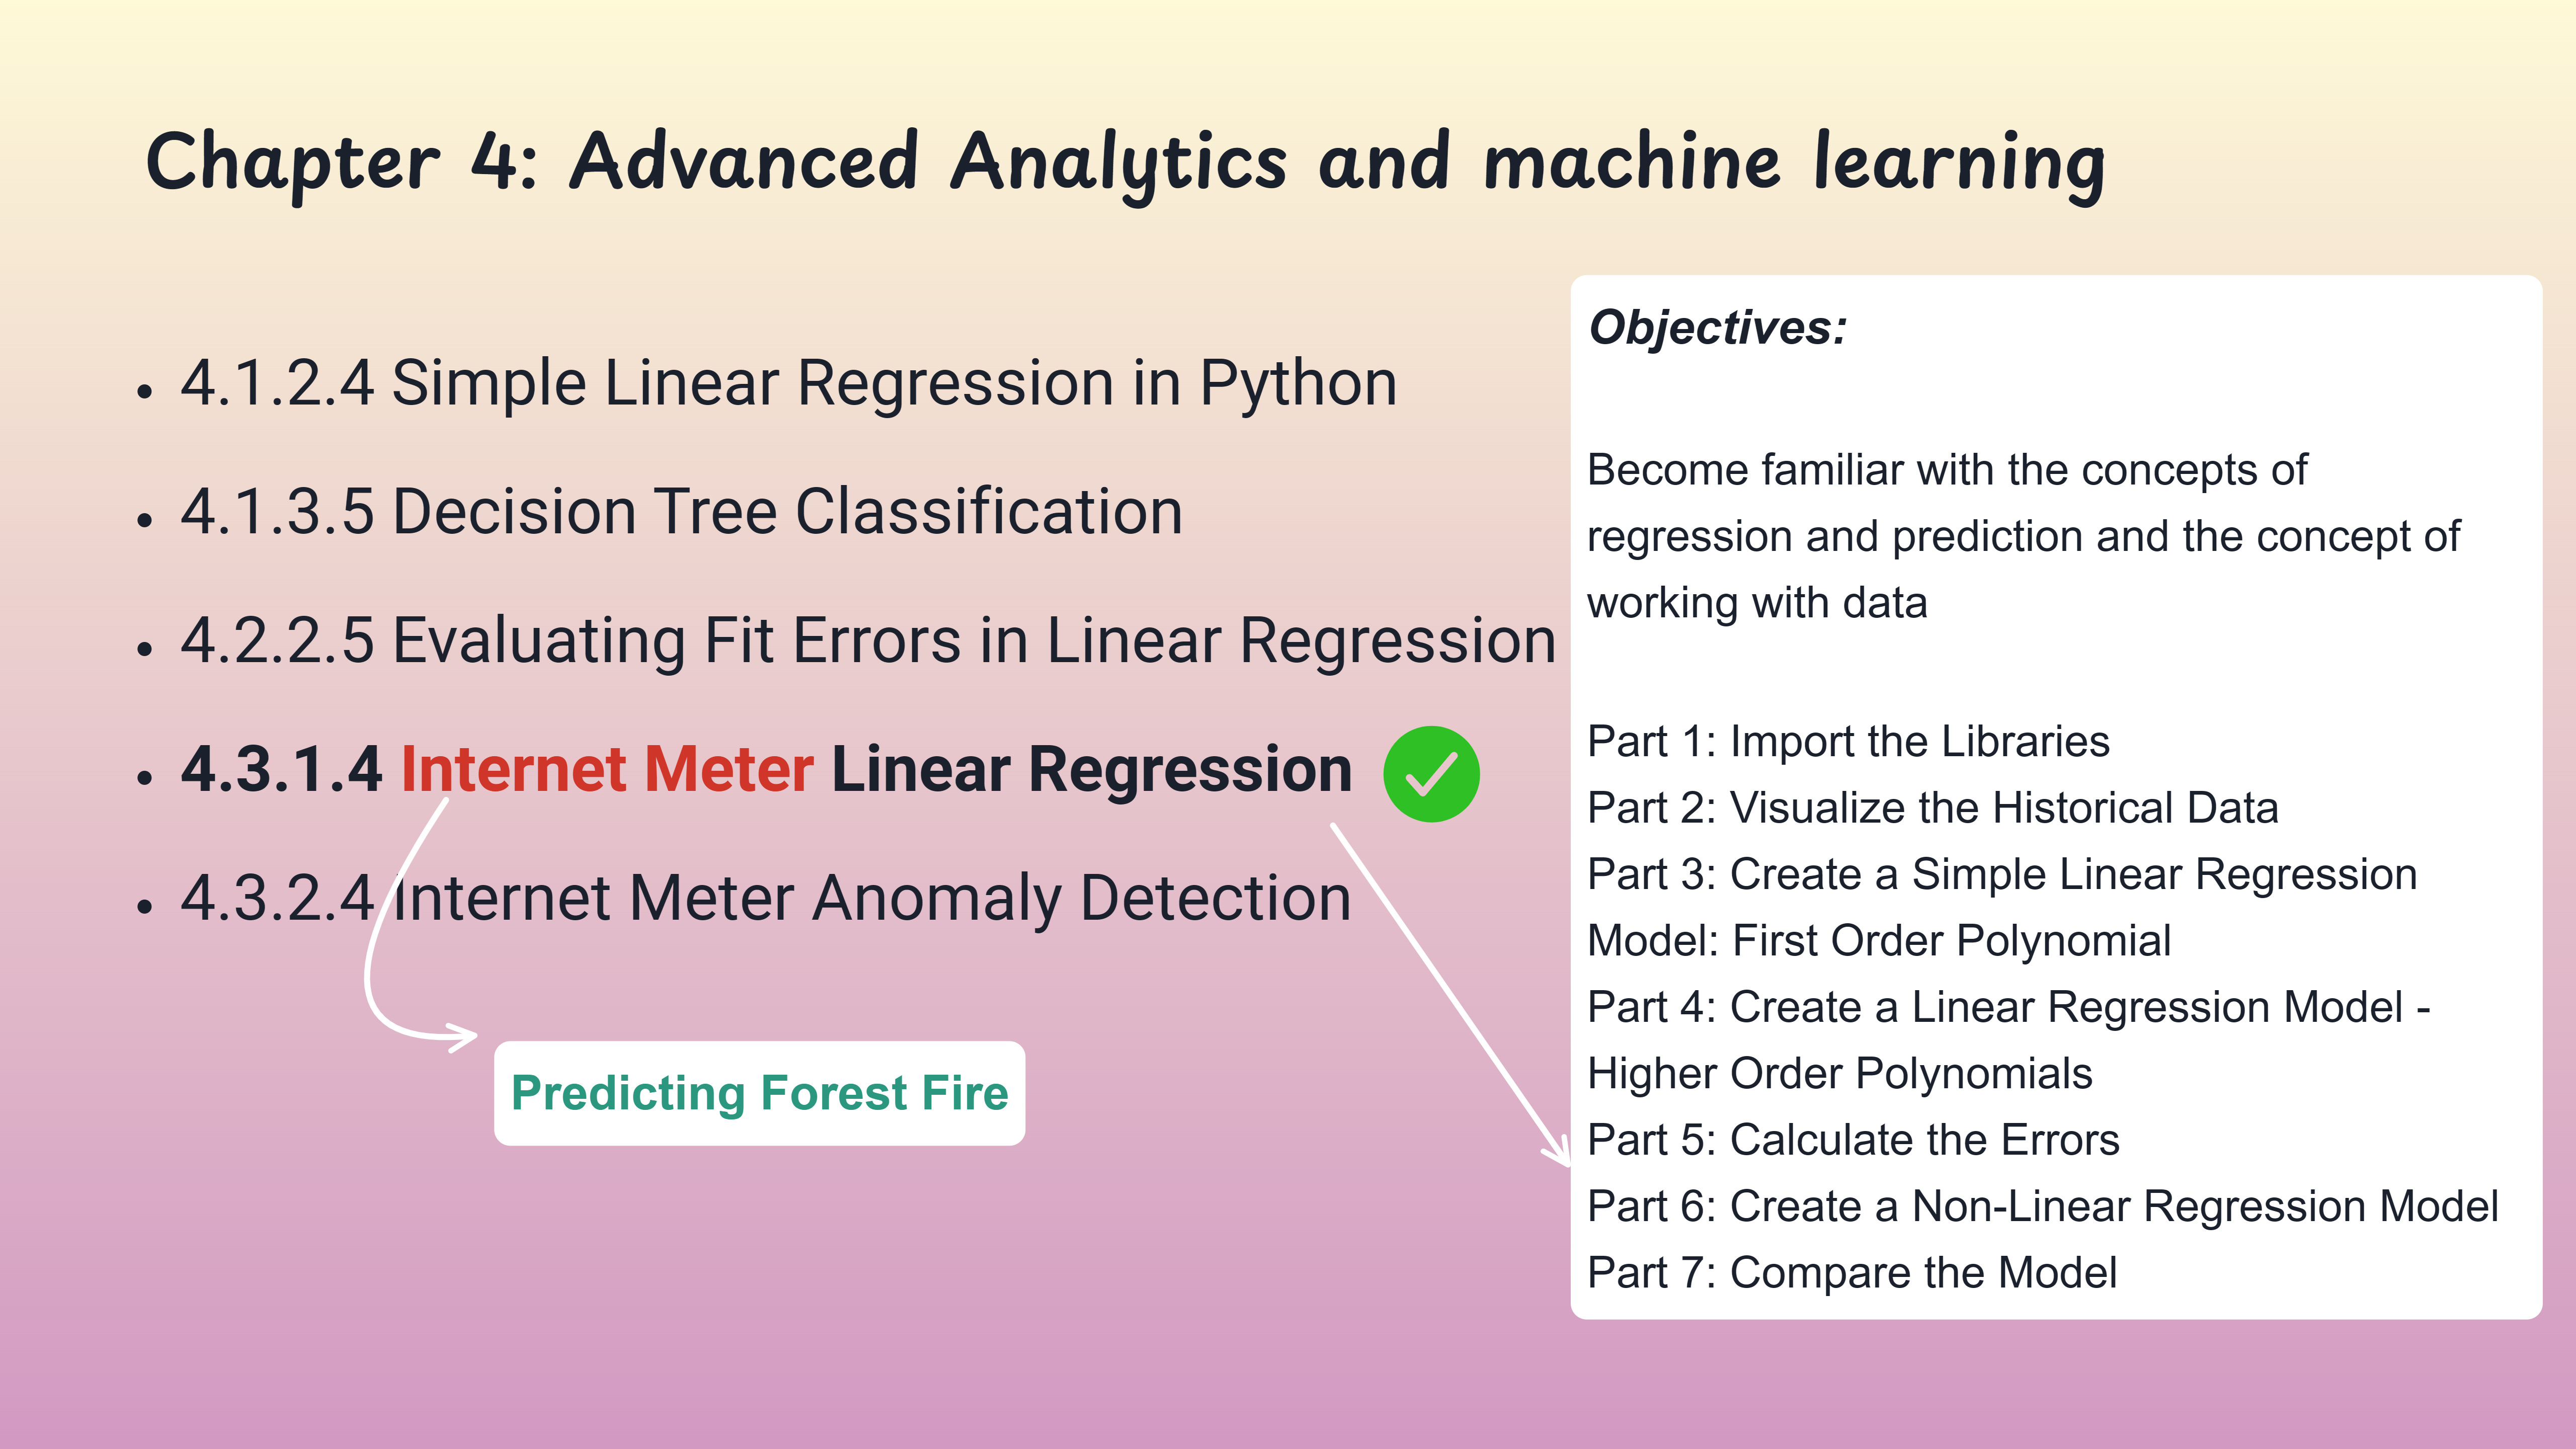 Chapter 4: Advanced Analytics and machine learning
• 4.1.2.4 Simple Linear Regression in Python
• 4.1.3.5 Decision Tree Classification
• 4.2.2.5 Evaluating Fit Errors in Linear Regression
• 4.3.1.4 Internet Meter Linear Regression
• 4.3.2.4 Internet Meter Anomaly Detection
Predicting Forest Fire
Objectives:
Become familiar with the concepts of
regression and prediction and the concept of
working with data
Part 1: Import the Libraries
Part 2: Visualize the Historical Data
Part 3: Create a Simple Linear Regression
Model: First Order Polynomial
Part 4: Create a Linear Regression Model -
Higher Order Polynomials
Part 5: Calculate the Errors
Part 6: Create a Non-Linear Regression Model
Part 7: Compare the Model